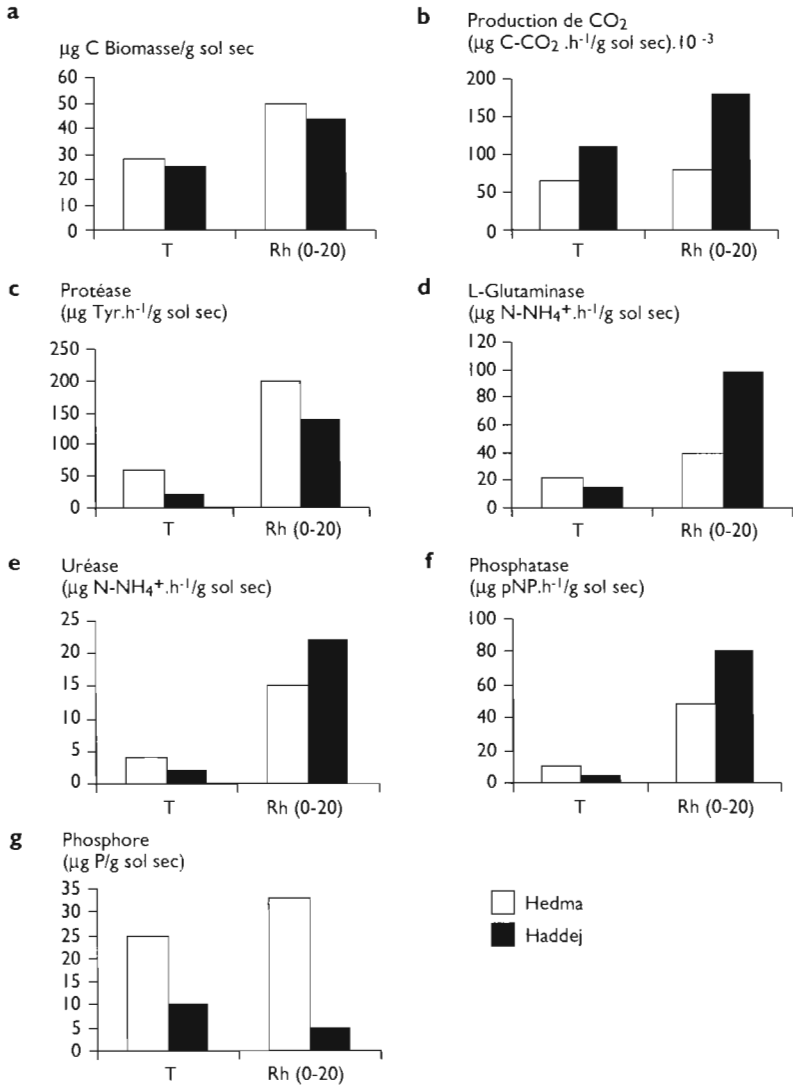 a
µg C Biomasse/g sol sec
60
50
40
30
20
10
0
T
Rh (0-20)
b
Production de CO₂
(µg C-CO₂ .h⁻¹/g sol sec).10 ⁻³
200
150
100
50
0
T
Rh (0-20)
c
Protéase
(µg Tyr.h⁻¹/g sol sec)
250
200
150
100
50
0
T
Rh (0-20)
d
L-Glutaminase
(µg N-NH₄⁺.h⁻¹/g sol sec)
120
100
80
60
40
20
0
T
Rh (0-20)
e
Uréase
(µg N-NH₄⁺.h⁻¹/g sol sec)
25
20
15
10
5
0
T
Rh (0-20)
f
Phosphatase
(µg pNP.h⁻¹/g sol sec)
100
80
60
40
20
0
T
Rh (0-20)
g
Phosphore
(µg P/g sol sec)
35
30
25
20
15
10
5
0
T
Rh (0-20)
Hedma
Haddej